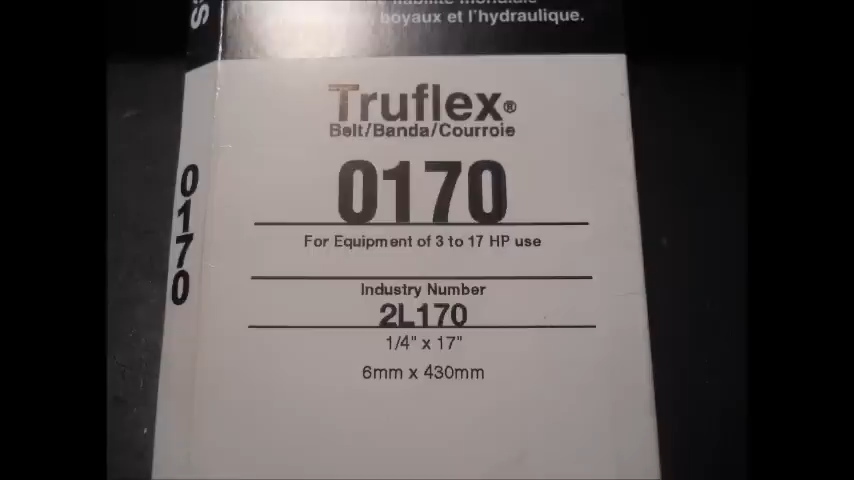 boyaux et l'hydraulique.
Truflex®
Belt/Banda/Courroie
0170
For Equipment of 3 to 17 HP use
Industry Number
2L170
1/4" x 17"
6mm x 430mm
0170